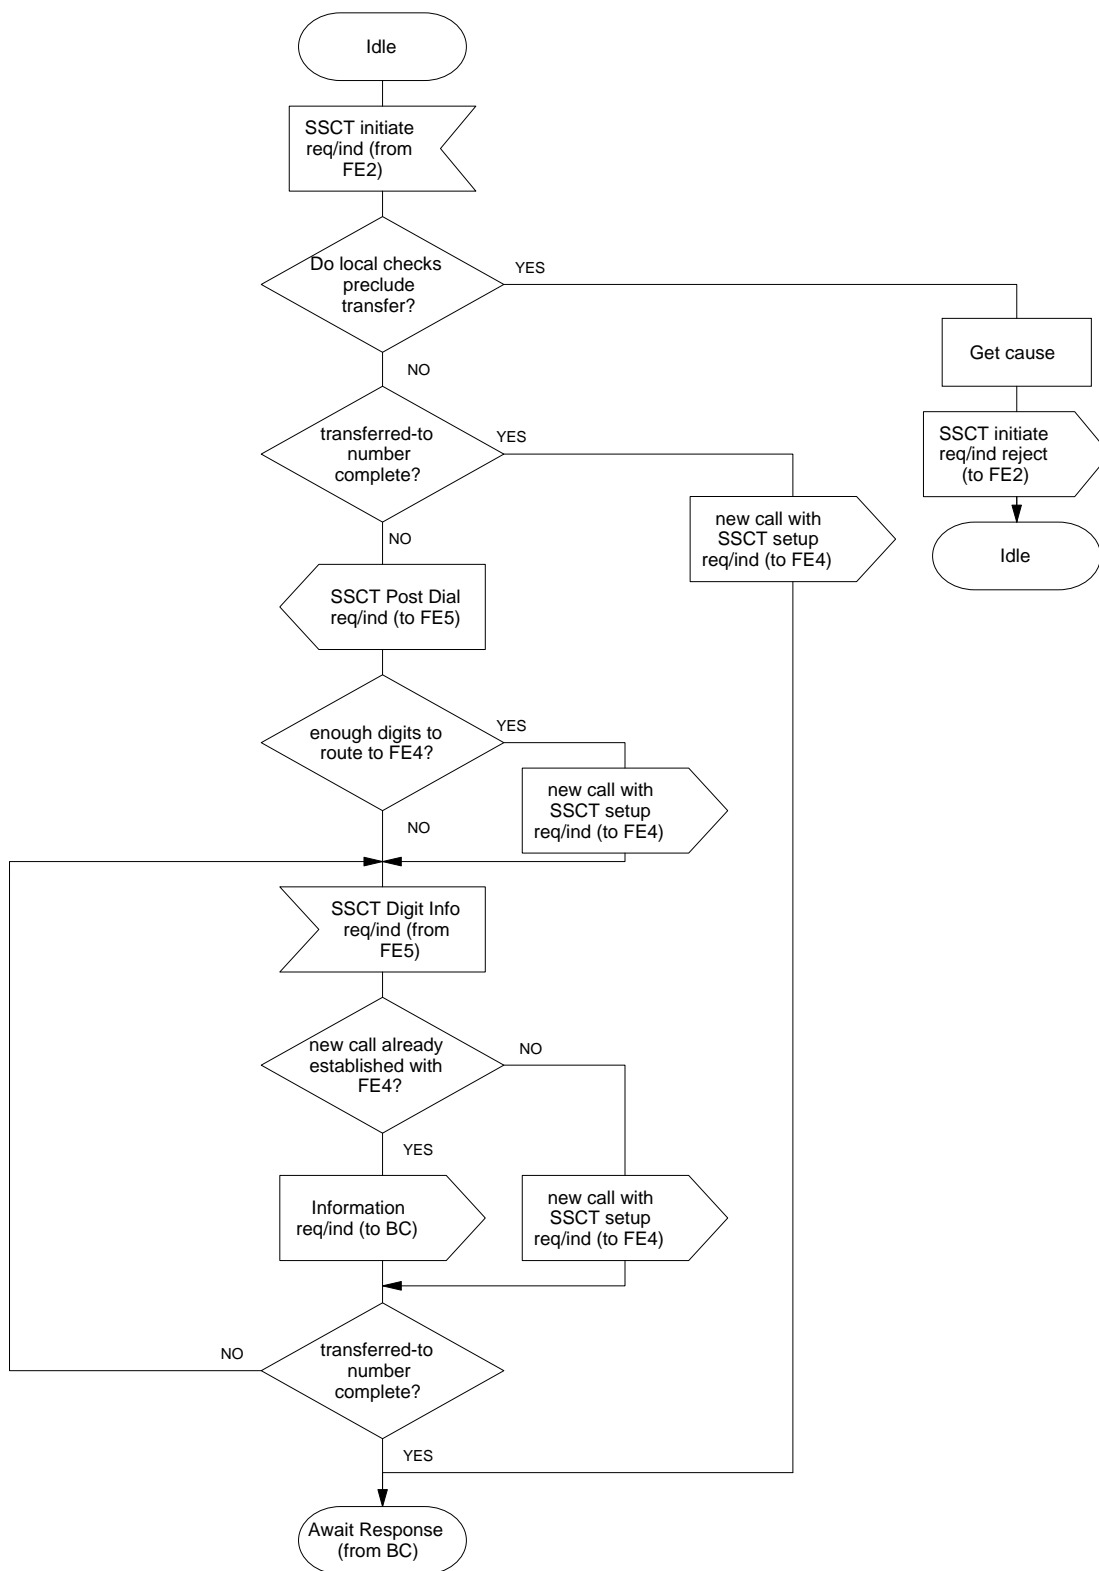 Idle
SSCT initiate
req/ind (from
FE2)
Do local checks
preclude
transfer?
YES
NO
Get cause
SSCT initiate
req/ind reject
(to FE2)
Idle
transferred-to
number
complete?
YES
NO
new call with
SSCT setup
req/ind (to FE4)
SSCT Post Dial
req/ind (to FE5)
enough digits to
route to FE4?
YES
NO
new call with
SSCT setup
req/ind (to FE4)
SSCT Digit Info
req/ind (from
FE5)
new call already
established with
FE4?
NO
YES
Information
req/ind (to BC)
new call with
SSCT setup
req/ind (to FE4)
transferred-to
number
complete?
NO
YES
Await Response
(from BC)